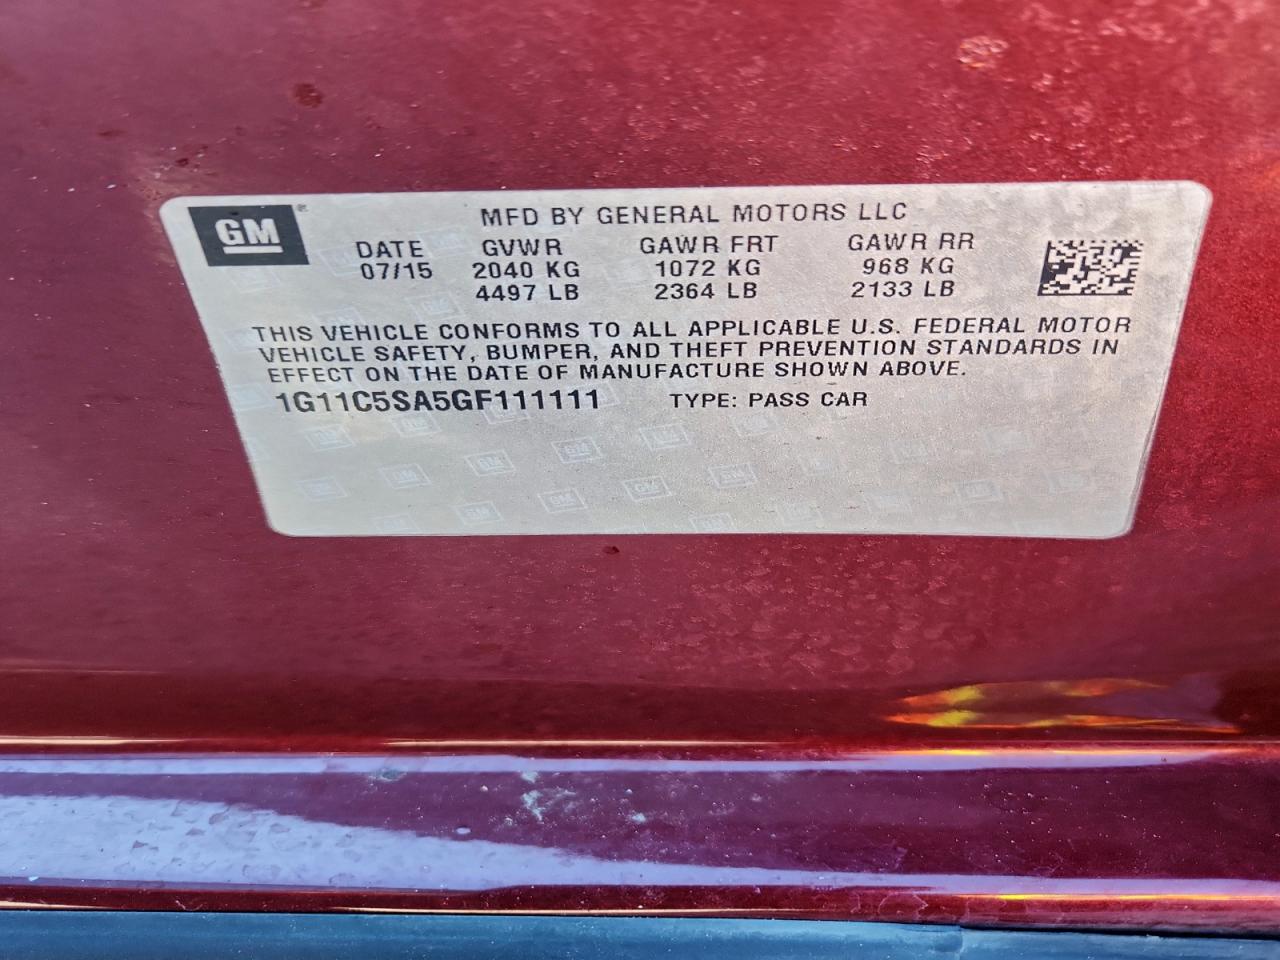 GM
MFD BY GENERAL MOTORS LLC
DATE GVWR GAWR FRT GAWR RR
07/15 2040 KG 1072 KG 968 KG
4497 LB 2364 LB 2133 LB
THIS VEHICLE CONFORMS TO ALL APPLICABLE U.S. FEDERAL MOTOR
VEHICLE SAFETY, BUMPER, AND THEFT PREVENTION STANDARDS IN
EFFECT ON THE DATE OF MANUFACTURE SHOWN ABOVE.
1G11C5SA5GF111111 TYPE: PASS CAR